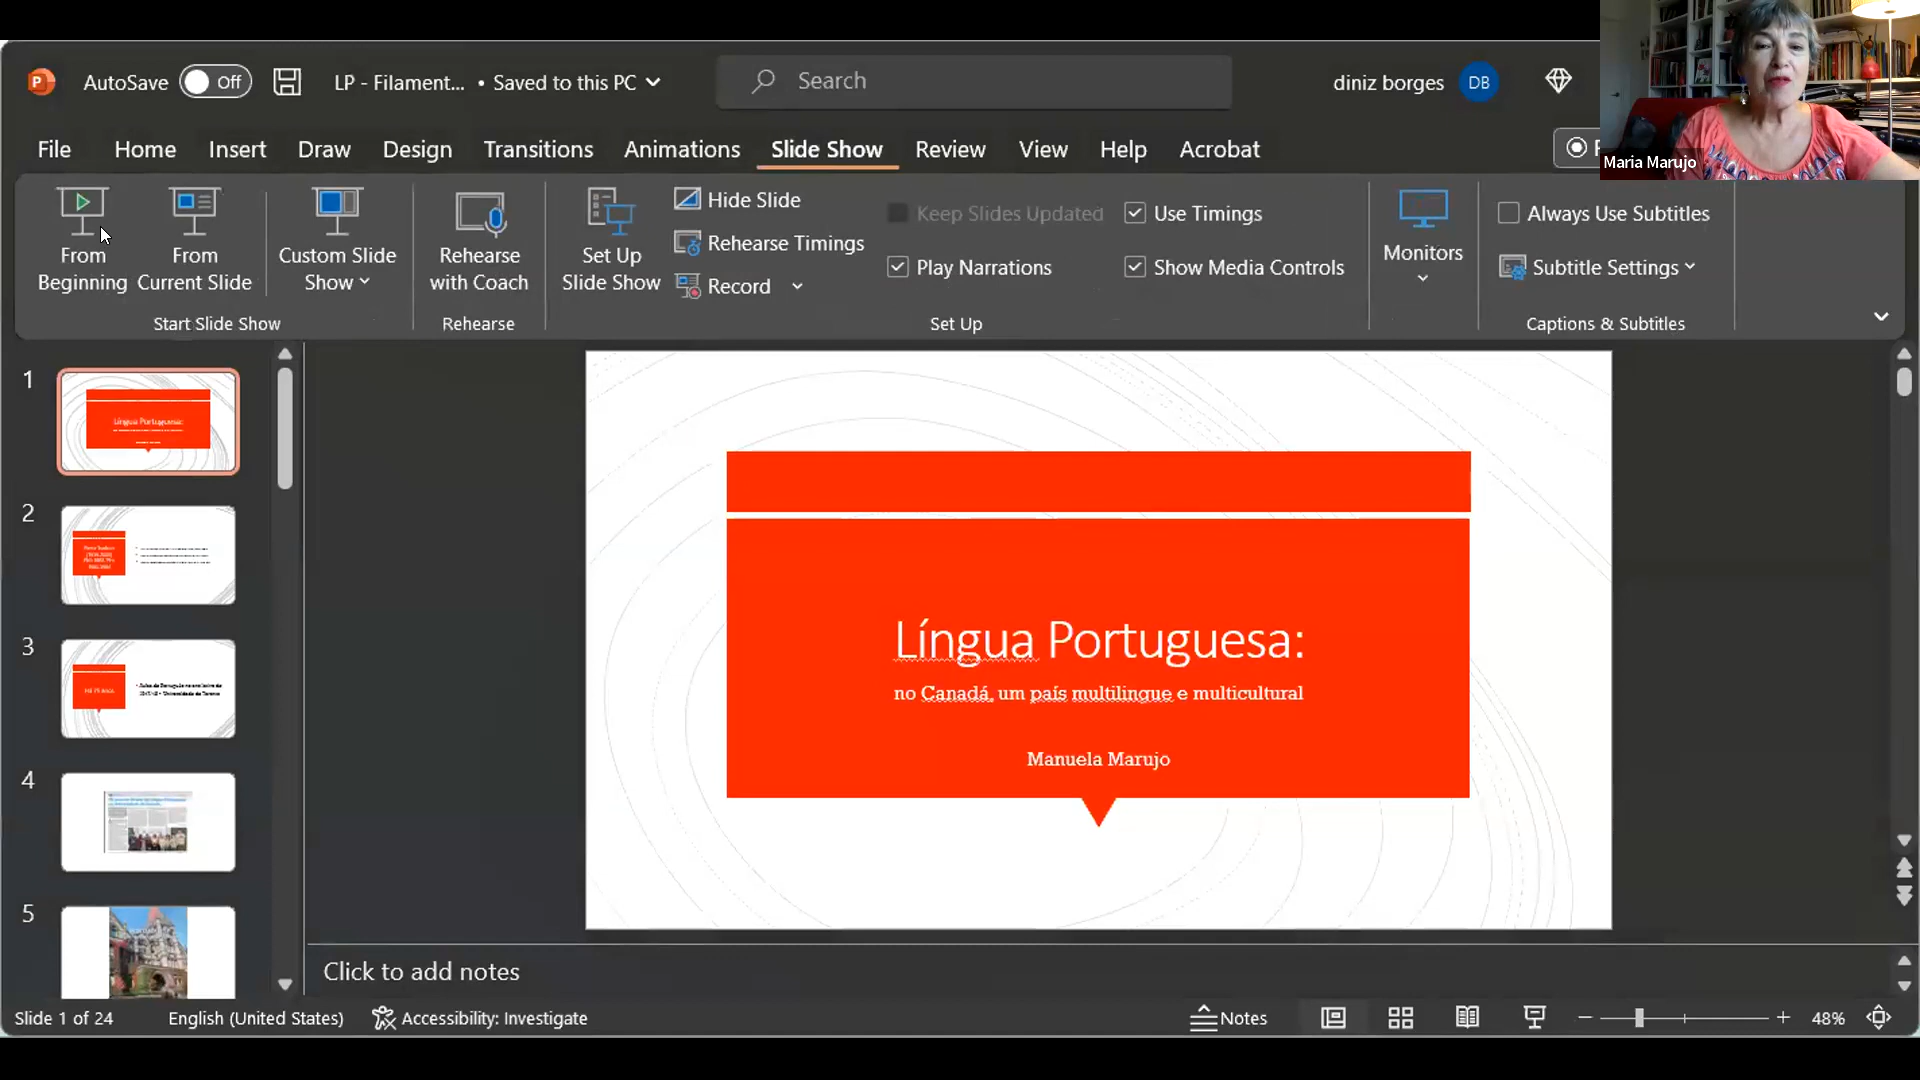 AutoSave Off LP - Filament... • Saved to this PC Search diniz borges DB
Maria Marujo
File Home Insert Draw Design Transitions Animations Slide Show Review View Help Acrobat
From Beginning
From Current Slide
Custom Slide Show
Start Slide Show
Rehearse with Coach
Rehearse
Set Up Slide Show
Hide Slide
Rehearse Timings
Record
Keep Slides Updated
Play Narrations
Use Timings
Show Media Controls
Set Up
Monitors
Always Use Subtitles
Subtitle Settings
Captions & Subtitles
1
Língua Portuguesa:
2
3
4
5
Língua Portuguesa:
no Canadá, um país multilingue e multicultural
Manuela Marujo
Click to add notes
Slide 1 of 24 English (United States) Accessibility: Investigate Notes 48%